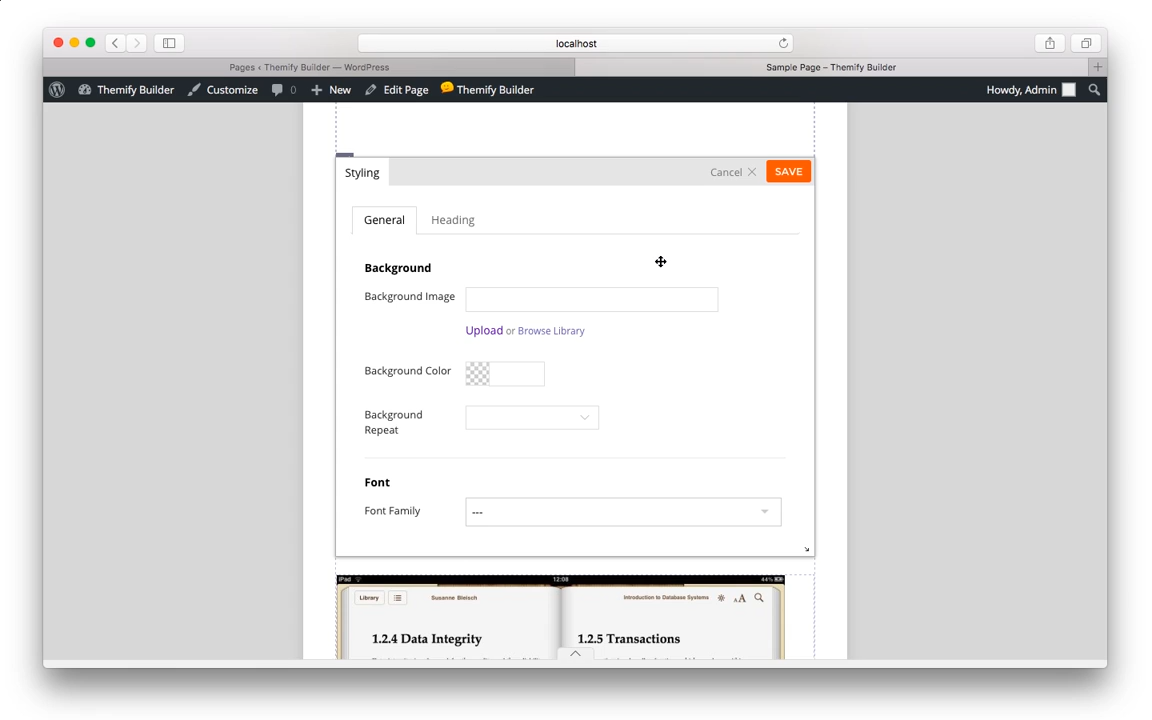 localhost
Pages ‹ Themify Builder — WordPress
Sample Page – Themify Builder
Themify Builder Customize 0 New Edit Page Themify Builder Howdy, Admin
Styling Cancel SAVE
General Heading
Background
Background Image
Upload or Browse Library
Background Color
Background
Repeat
Font
Font Family ---
iPad 12:08 44%
Library Susanne Bleisch Introduction to Database Systems AA
1.2.4 Data Integrity 1.2.5 Transactions